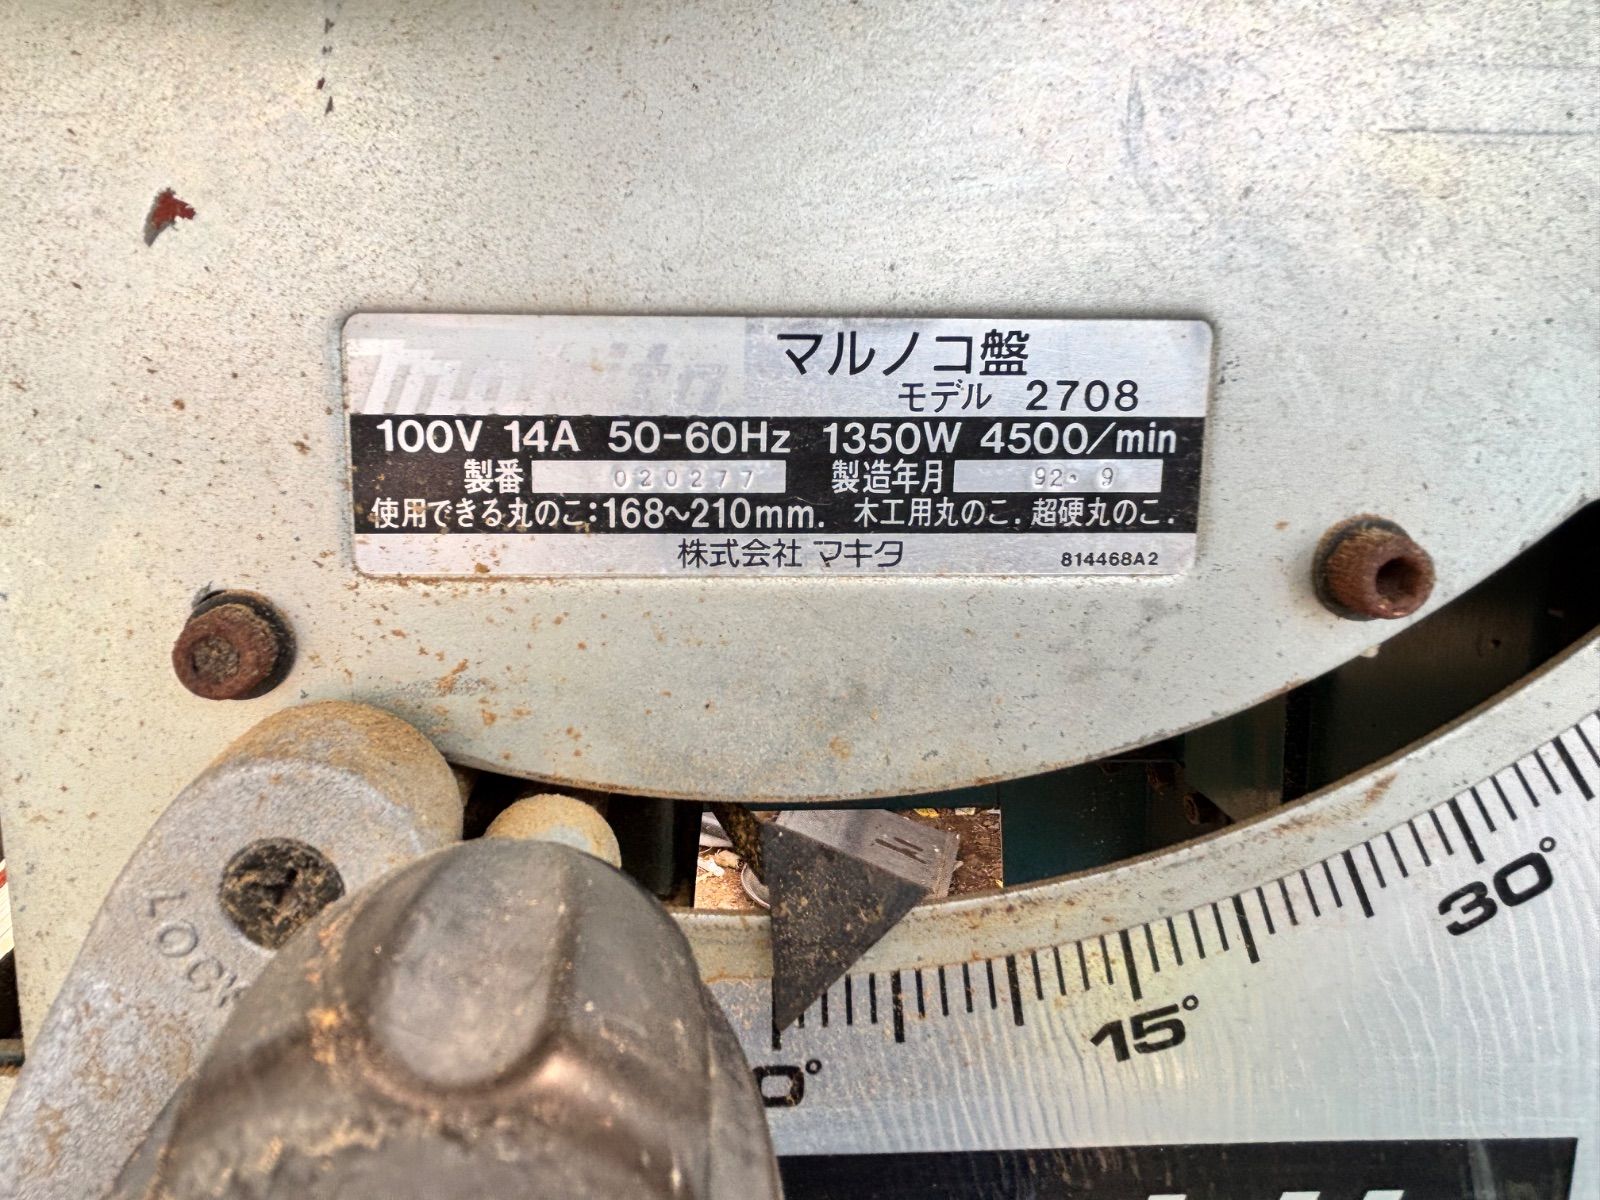 makita
マルノコ盤
モデル 2708
100V 14A 50-60Hz 1350W 4500/min
製番 020277 製造年月 92・9
使用できる丸のこ：168〜210mm. 木工用丸のこ. 超硬丸のこ.
株式会社 マキタ 814468A2
LOCK
0° 15° 30°